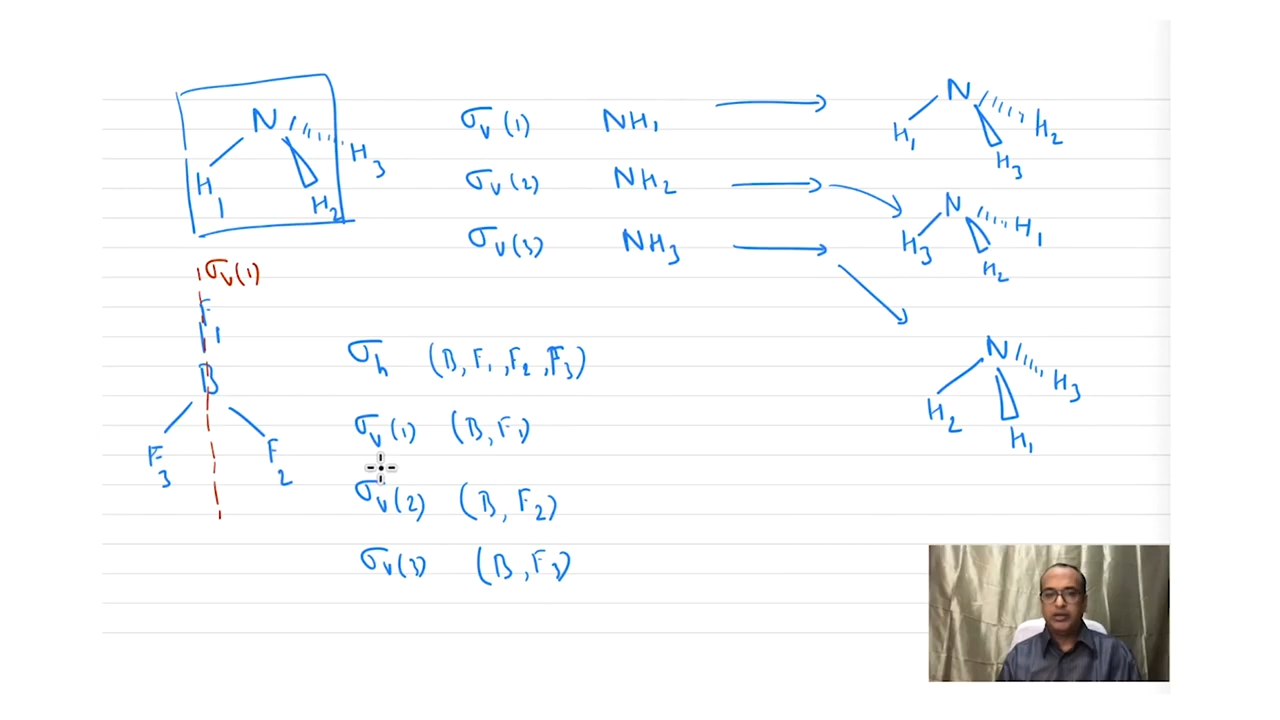 N
H1
H2
H3
σv(1) NH1
σv(2) NH2
σv(3) NH3
N
H1
H3
H2
N
H3
H2
H1
N
H2
H1
H3
σv(1)
F1
B
F3
F2
σh (B, F1, F2, F3)
σv(1) (B, F1)
σv(2) (B, F2)
σv(3) (B, F3)